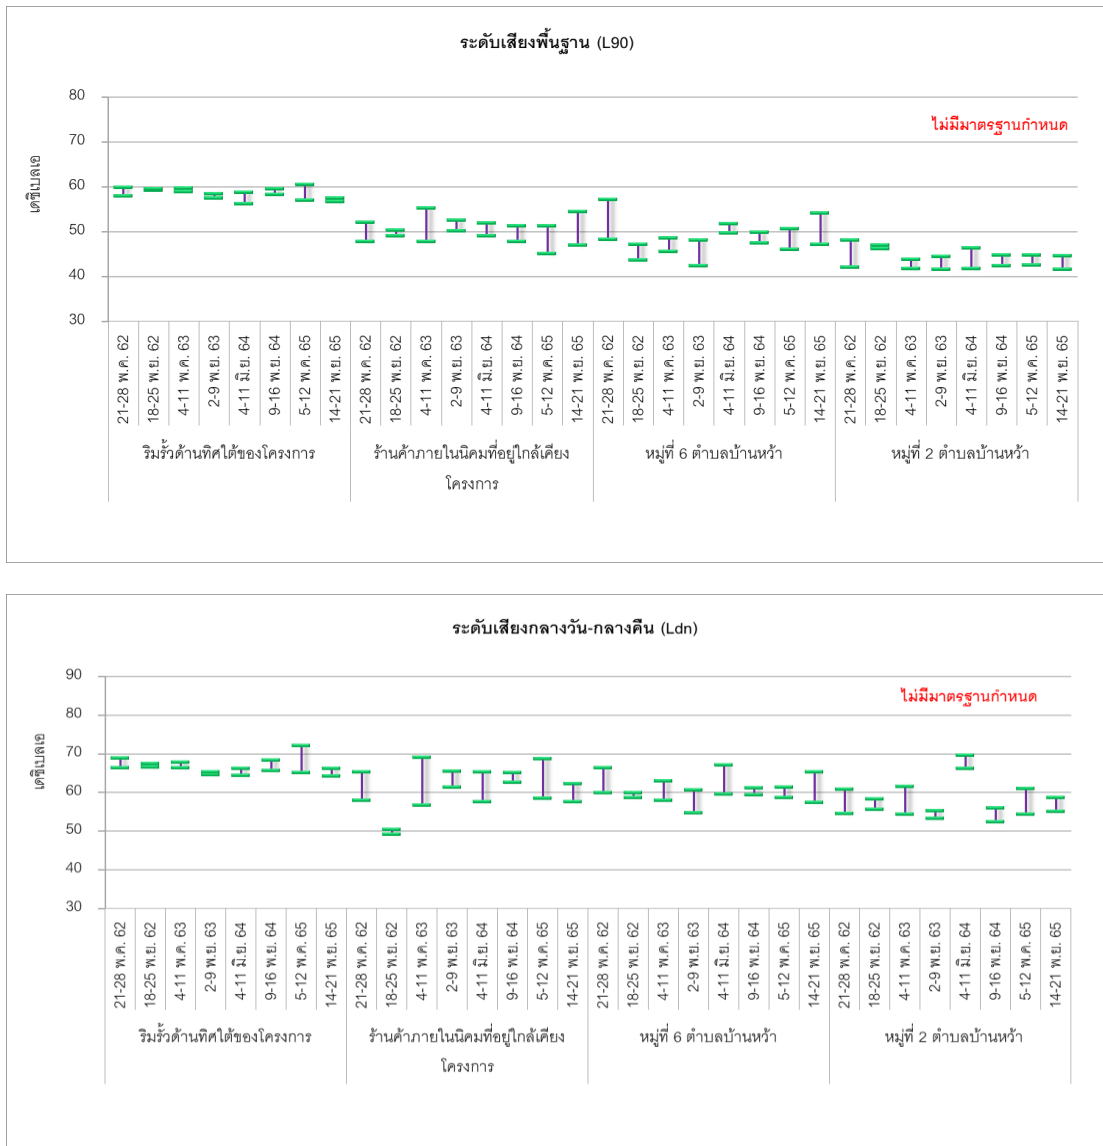 ระดับเสียงพื้นฐาน (L90)
ไม่มีมาตรฐานกำหนด
เดซิเบลเอ
80
70
60
50
40
30
21-28 พ.ค. 62
18-25 พ.ย. 62
4-11 พ.ค. 63
2-9 พ.ย. 63
4-11 มิ.ย. 64
9-16 พ.ย. 64
5-12 พ.ค. 65
14-21 พ.ย. 65
21-28 พ.ค. 62
18-25 พ.ย. 62
4-11 พ.ค. 63
2-9 พ.ย. 63
4-11 มิ.ย. 64
9-16 พ.ย. 64
5-12 พ.ค. 65
14-21 พ.ย. 65
21-28 พ.ค. 62
18-25 พ.ย. 62
4-11 พ.ค. 63
2-9 พ.ย. 63
4-11 มิ.ย. 64
9-16 พ.ย. 64
5-12 พ.ค. 65
14-21 พ.ย. 65
21-28 พ.ค. 62
18-25 พ.ย. 62
4-11 พ.ค. 63
2-9 พ.ย. 63
4-11 มิ.ย. 64
9-16 พ.ย. 64
5-12 พ.ค. 65
14-21 พ.ย. 65
ริมรั้วด้านทิศใต้ของโครงการ
ร้านค้าภายในนิคมที่อยู่ใกล้เคียง
โครงการ
หมู่ที่ 6 ตำบลบ้านหว้า
หมู่ที่ 2 ตำบลบ้านหว้า
ระดับเสียงกลางวัน-กลางคืน (Ldn)
ไม่มีมาตรฐานกำหนด
เดซิเบลเอ
90
80
70
60
50
40
30
21-28 พ.ค. 62
18-25 พ.ย. 62
4-11 พ.ค. 63
2-9 พ.ย. 63
4-11 มิ.ย. 64
9-16 พ.ย. 64
5-12 พ.ค. 65
14-21 พ.ย. 65
21-28 พ.ค. 62
18-25 พ.ย. 62
4-11 พ.ค. 63
2-9 พ.ย. 63
4-11 มิ.ย. 64
9-16 พ.ย. 64
5-12 พ.ค. 65
14-21 พ.ย. 65
21-28 พ.ค. 62
18-25 พ.ย. 62
4-11 พ.ค. 63
2-9 พ.ย. 63
4-11 มิ.ย. 64
9-16 พ.ย. 64
5-12 พ.ค. 65
14-21 พ.ย. 65
21-28 พ.ค. 62
18-25 พ.ย. 62
4-11 พ.ค. 63
2-9 พ.ย. 63
4-11 มิ.ย. 64
9-16 พ.ย. 64
5-12 พ.ค. 65
14-21 พ.ย. 65
ริมรั้วด้านทิศใต้ของโครงการ
ร้านค้าภายในนิคมที่อยู่ใกล้เคียง
โครงการ
หมู่ที่ 6 ตำบลบ้านหว้า
หมู่ที่ 2 ตำบลบ้านหว้า